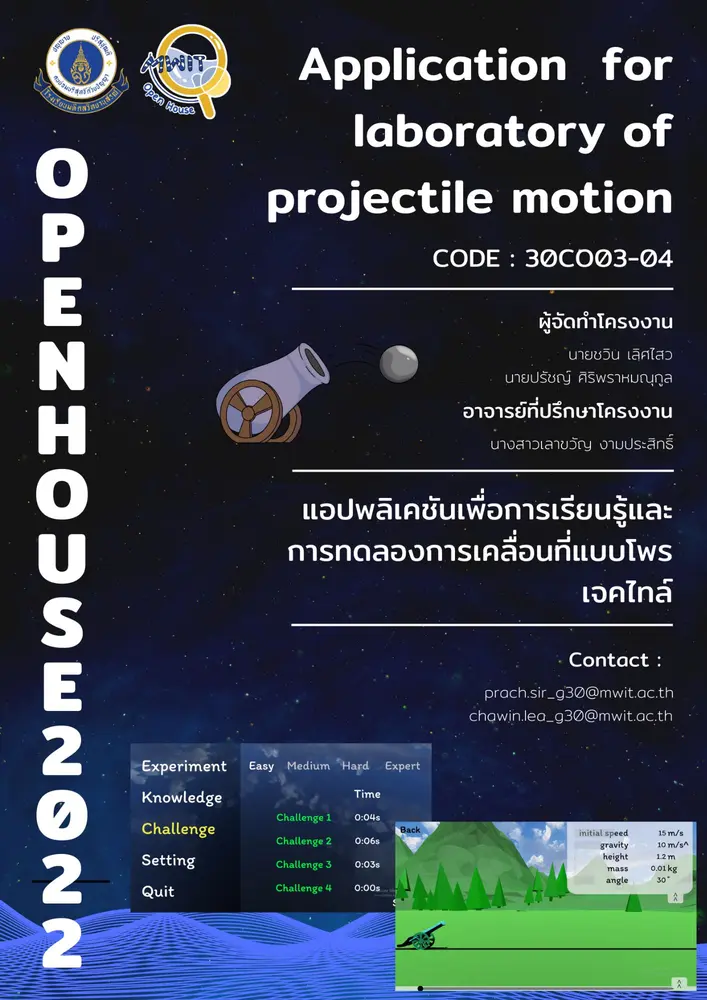 MWIT
Open House
OPENHOUSE2022
Application for
laboratory of
projectile motion
CODE : 30CO03-04
ผู้จัดทำโครงงาน
นายชวิน เลิศไสว
นายปรัชญ์ ศิริพราหมณกุล
อาจารย์ที่ปรึกษาโครงงาน
นางสาวเลาขวัญ งามประสิทธิ์
แอปพลิเคชันเพื่อการเรียนรู้และ
การทดลองการเคลื่อนที่แบบโพร
เจคไทล์
Contact :
prach.sir_g30@mwit.ac.th
chawin.lea_g30@mwit.ac.th
Experiment
Knowledge
Challenge
Setting
Quit
Easy Medium Hard Expert
Time
Challenge 1 0:04s
Challenge 2 0:06s
Challenge 3 0:03s
Challenge 4 0:00s
Back
initial speed 15 m/s
gravity 10 m/s^
height 1.2 m
mass 0.01 kg
angle 30°